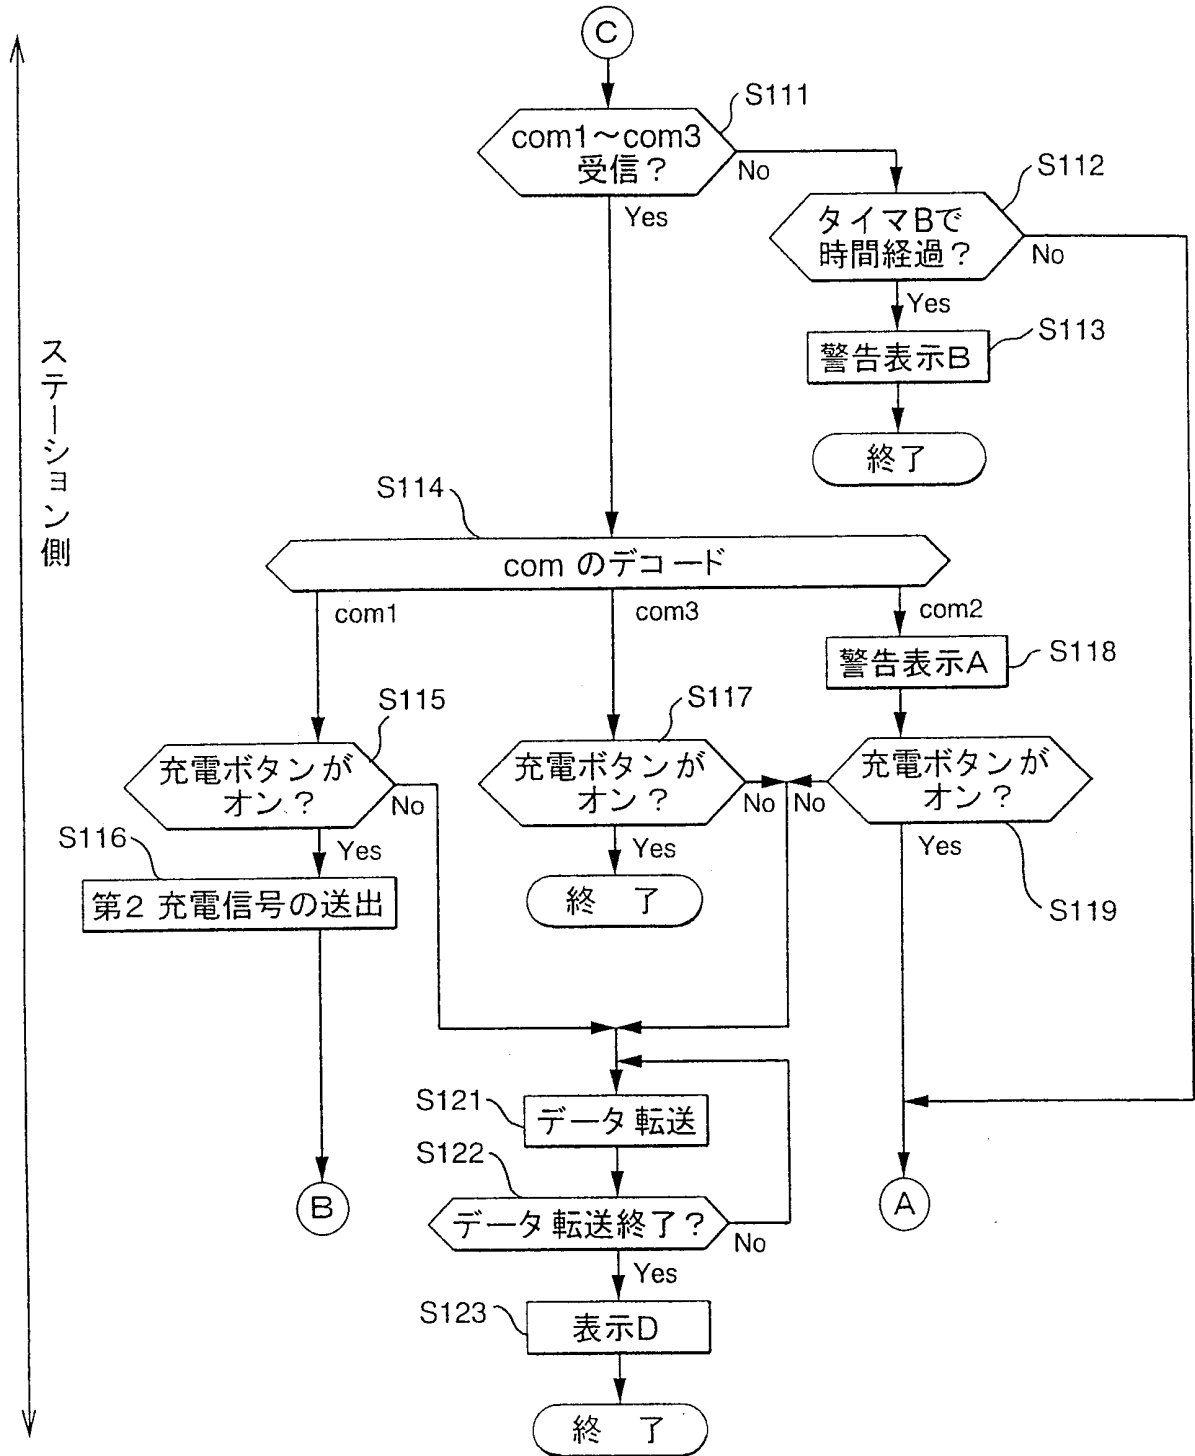 C
S111
com1～com3
受信？
No
Yes
S112
タイマBで
時間経過？
No
Yes
S113
警告表示B
終了
ステーション側
S114
com のデコード
com1
com3
com2
警告表示A
S118
S115
充電ボタンが
オン？
No
Yes
S117
充電ボタンが
オン？
No
Yes
充電ボタンが
オン？
No
Yes
S119
S116
第2 充電信号の送出
終 了
S121
データ転送
S122
データ転送終了？
No
Yes
B
A
S123
表示D
終 了